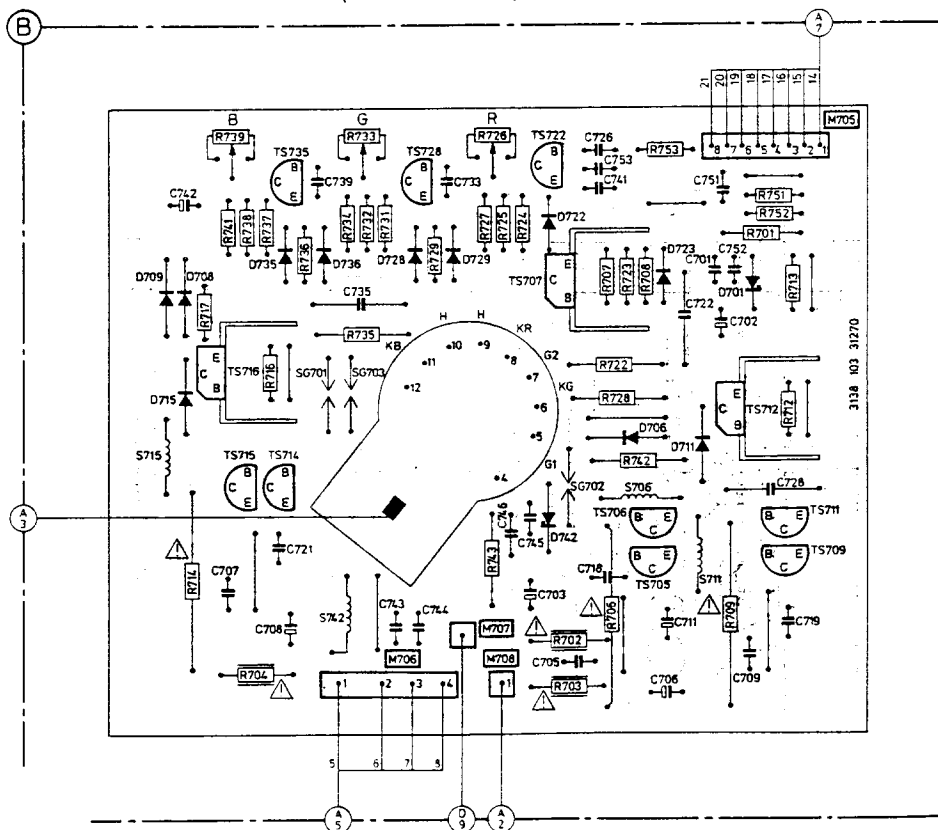 B
A 7
21 20 19 18 17 16 15 14
M705
8 7 6 5 4 3 2 1
B G R
R739 R733 R726
TS735 TS728 TS722
C B E
C B E
C B E
C726
C753
C741
R753
C739 C733
C742
C751
R751
R752
R701
R741 R738 R737
R734 R732 R731
R727 R725 R724
D722
D735 R736 D736
D728 R729 D729
TS707
E C B
R707 R723 R708
D723
C701 C752
D701
R713
D709 D708
R717
C735
C722
C702
R735
H H
KB KR
10 9
11 8
12 7
G2
KG
6
5
G1
4
TS716
E C B
R716
SG701 SG703
R722
R728
D706
D711
R742
TS712
E C B
R712
3138 103 31270
D715
S715
TS715 TS714
B C E
B C E
SG702
S706
C728
A 3
C746
C745
D742
TS706
B C E
TS711
B C E
B C E
TS705
B C E
TS709
C721
R743
C718
S711
R714
C707
C708
S742
C743 C744
C703
R706
C711
R709
C719
M707
R702
M706
M708
C705
C709
R704
1 2 3 4
1
R703
C706
5 6 7 8
A 5
D 9
A 2